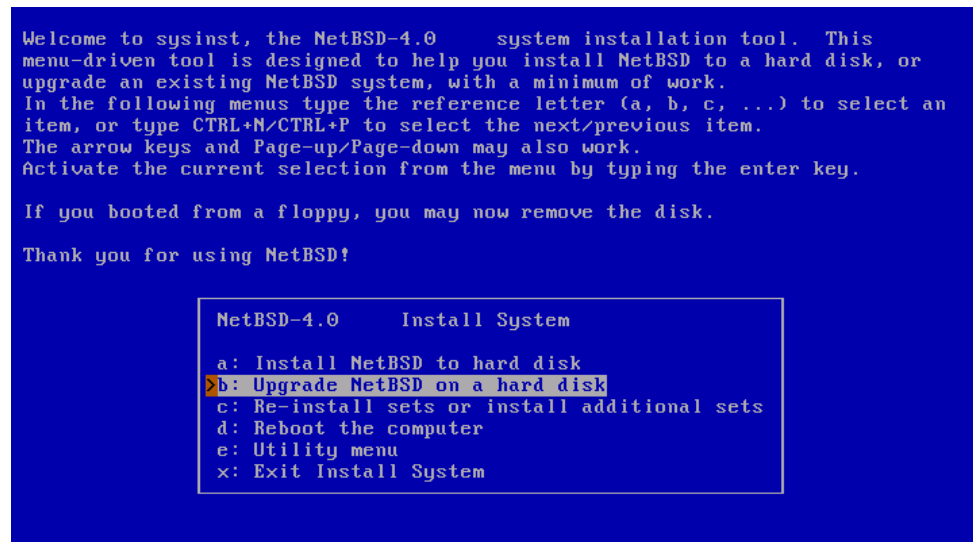 Welcome to sysinst, the NetBSD-4.0 system installation tool. This
menu-driven tool is designed to help you install NetBSD to a hard disk, or
upgrade an existing NetBSD system, with a minimum of work.
In the following menus type the reference letter (a, b, c, ...) to select an
item, or type CTRL+N/CTRL+P to select the next/previous item.
The arrow keys and Page-up/Page-down may also work.
Activate the current selection from the menu by typing the enter key.
If you booted from a floppy, you may now remove the disk.
Thank you for using NetBSD!
NetBSD-4.0 Install System
a: Install NetBSD to hard disk
>b: Upgrade NetBSD on a hard disk
c: Re-install sets or install additional sets
d: Reboot the computer
e: Utility menu
x: Exit Install System